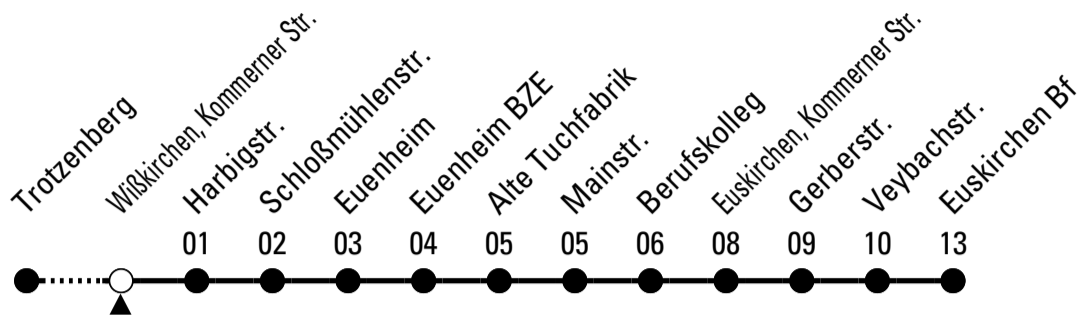 Trotzenberg
Wißkirchen, Kommerner Str.
Harbigstr.
Schloßmühlenstr.
Euenheim
Euenheim BZE
Alte Tuchfabrik
Mainstr.
Berufskolleg
Euskirchen, Kommerner Str.
Gerberstr.
Veybachstr.
Euskirchen Bf
01 02 03 04 05 05 06 08 09 10 13